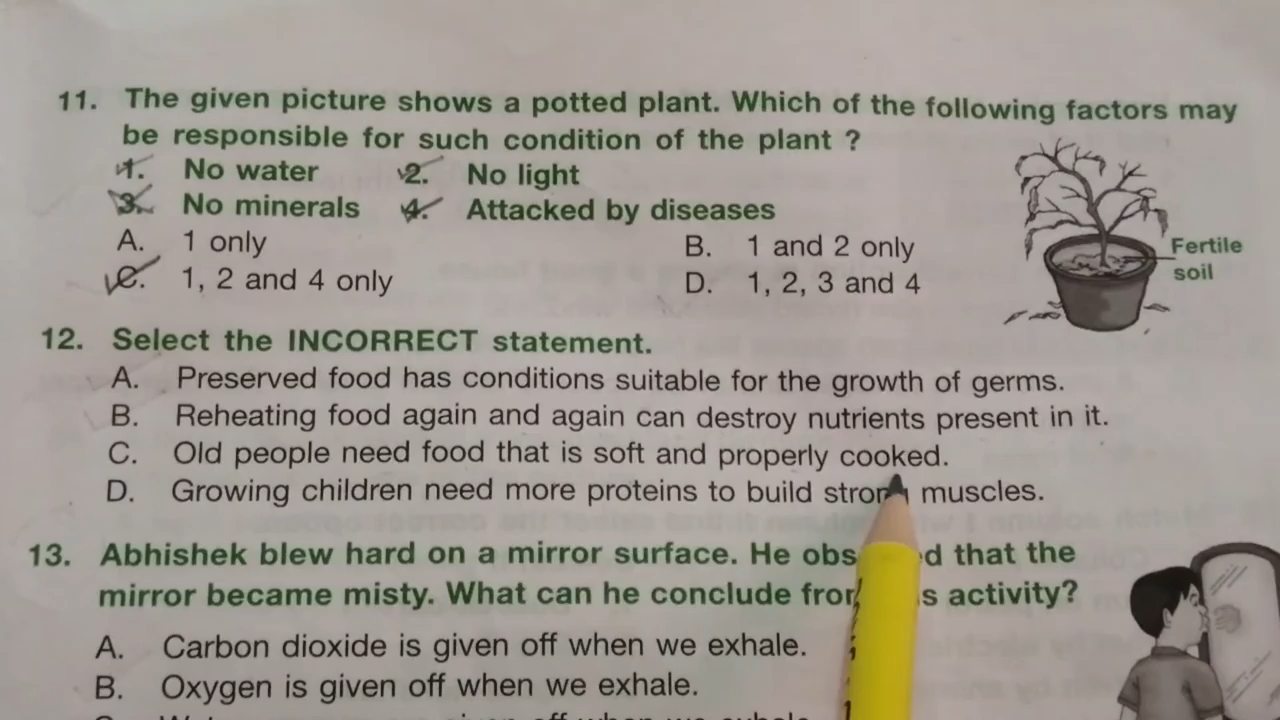 11. The given picture shows a potted plant. Which of the following factors may
be responsible for such condition of the plant ?
1. No water 2. No light
3. No minerals 4. Attacked by diseases
A. 1 only B. 1 and 2 only
C. 1, 2 and 4 only D. 1, 2, 3 and 4
Fertile
soil
12. Select the INCORRECT statement.
A. Preserved food has conditions suitable for the growth of germs.
B. Reheating food again and again can destroy nutrients present in it.
C. Old people need food that is soft and properly cooked.
D. Growing children need more proteins to build strong muscles.
13. Abhishek blew hard on a mirror surface. He that the
mirror became misty. What can he conclude activity?
A. Carbon dioxide is given off when we exhale.
B. Oxygen is given off when we exhale.
given off when we exhale.